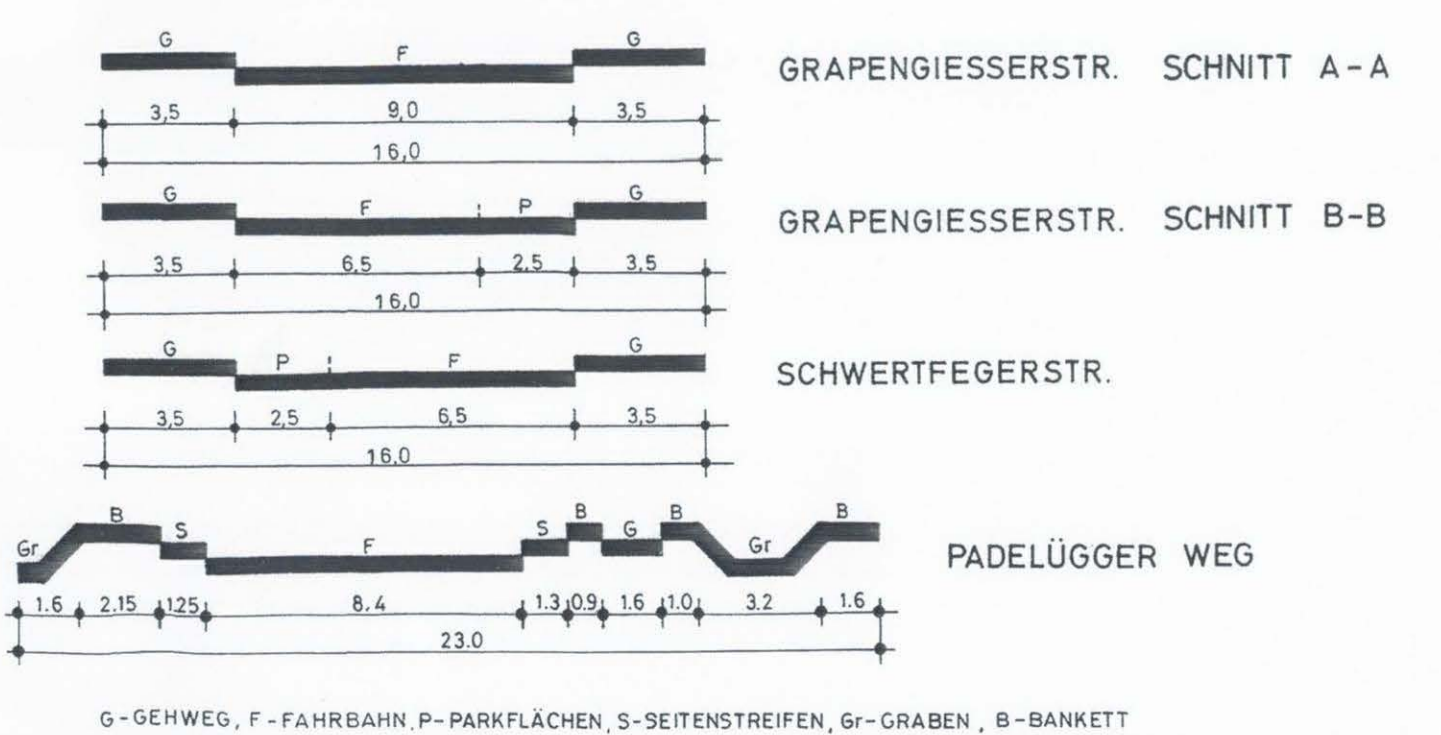 G F G
GRAPENGIESSERSTR. SCHNITT A-A
3,5 9,0 3,5
16,0
G F P G
GRAPENGIESSERSTR. SCHNITT B-B
3,5 6,5 2,5 3,5
16,0
G P F G
SCHWERTFEGERSTR.
3,5 2,5 6,5 3,5
16,0
Gr B S F S B G B Gr B
PADELÜGGER WEG
1.6 2.15 1.25 8,4 1.3 0.9 1.6 1.0 3.2 1.6
23.0
G-GEHWEG, F-FAHRBAHN, P-PARKFLÄCHEN, S-SEITENSTREIFEN, Gr-GRABEN, B-BANKETT